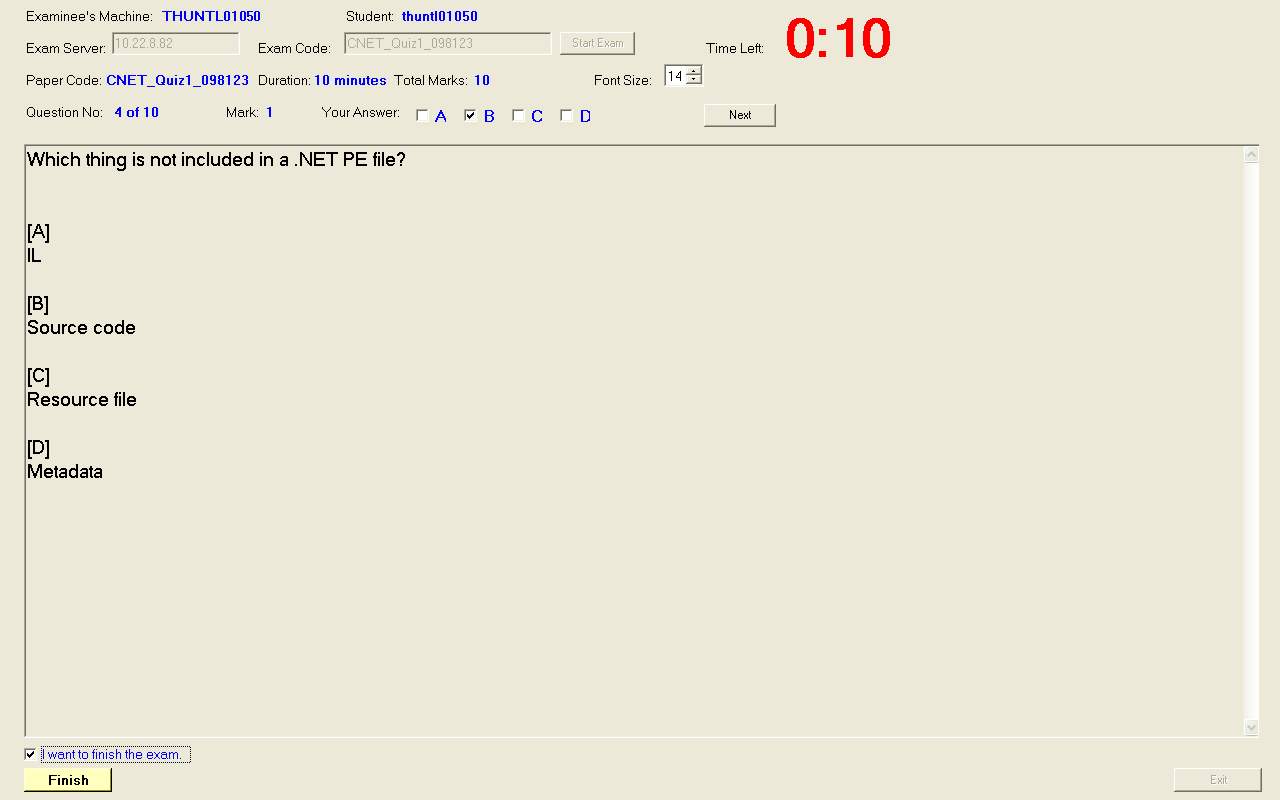 Examinee's Machine: THUNTL01050 Student: thuntl01050
Exam Server: 10.22.8.82 Exam Code: CNET_Quiz1_098123 Start Exam Time Left: 0:10
Paper Code: CNET_Quiz1_098123 Duration: 10 minutes Total Marks: 10 Font Size: 14
Question No: 4 of 10 Mark: 1 Your Answer: A B C D Next
Which thing is not included in a .NET PE file?
[A]
IL
[B]
Source code
[C]
Resource file
[D]
Metadata
I want to finish the exam.
Finish Exit